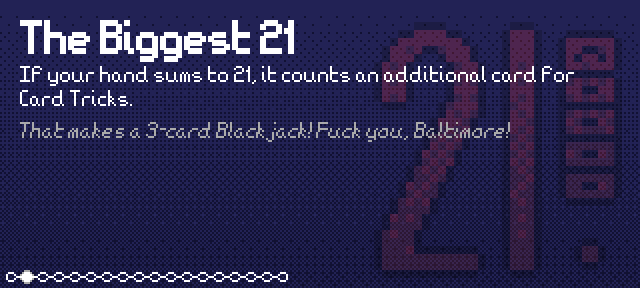 The Biggest 21
If your hand sums to 21, it counts an additional card for
Card Tricks.
That makes a 3-card Blackjack! Fuck you, Baltimore!
21!